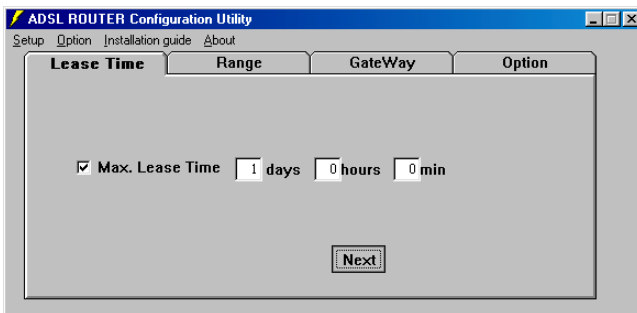 ADSL ROUTER Configuration Utility
Setup Option Installation guide About
Lease Time Range GateWay Option
Max. Lease Time 1 days 0 hours 0 min
Next